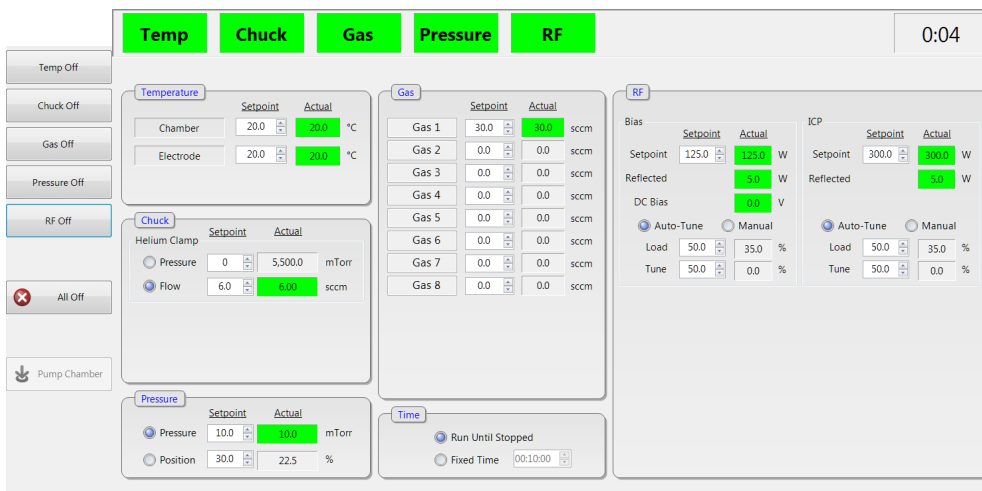 Temp Chuck Gas Pressure RF 0:04
Temp Off
Chuck Off
Gas Off
Pressure Off
RF Off
All Off
Pump Chamber
Temperature
Setpoint Actual
Chamber 20.0 20.0 °C
Electrode 20.0 20.0 °C
Chuck
Setpoint Actual
Helium Clamp
Pressure 0 5,500.0 mTorr
Flow 6.0 6.00 sccm
Pressure
Setpoint Actual
Pressure 10.0 10.0 mTorr
Position 30.0 22.5 %
Gas
Setpoint Actual
Gas 1 30.0 30.0 sccm
Gas 2 0.0 0.0 sccm
Gas 3 0.0 0.0 sccm
Gas 4 0.0 0.0 sccm
Gas 5 0.0 0.0 sccm
Gas 6 0.0 0.0 sccm
Gas 7 0.0 0.0 sccm
Gas 8 0.0 0.0 sccm
Time
Run Until Stopped
Fixed Time 00:10:00
RF
Bias
Setpoint Actual
Setpoint 125.0 125.0 W
Reflected 5.0 W
DC Bias 0.0 V
Auto-Tune Manual
Load 50.0 35.0 %
Tune 50.0 0.0 %
ICP
Setpoint Actual
Setpoint 300.0 300.0 W
Reflected 5.0 W
Auto-Tune Manual
Load 50.0 35.0 %
Tune 50.0 0.0 %